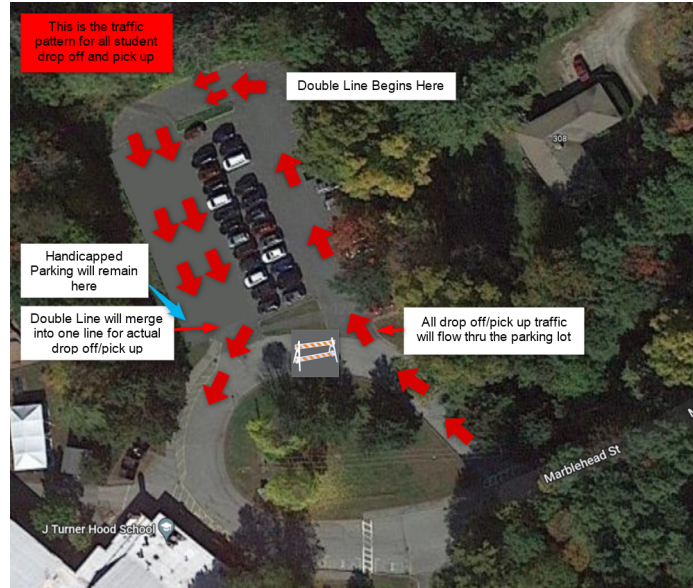 This is the traffic
pattern for all student
drop off and pick up
Double Line Begins Here
308
Handicapped
Parking will remain
here
Double Line will merge
into one line for actual
drop off/pick up
All drop off/pick up traffic
will flow thru the parking lot
Marblehead St
J Turner Hood School